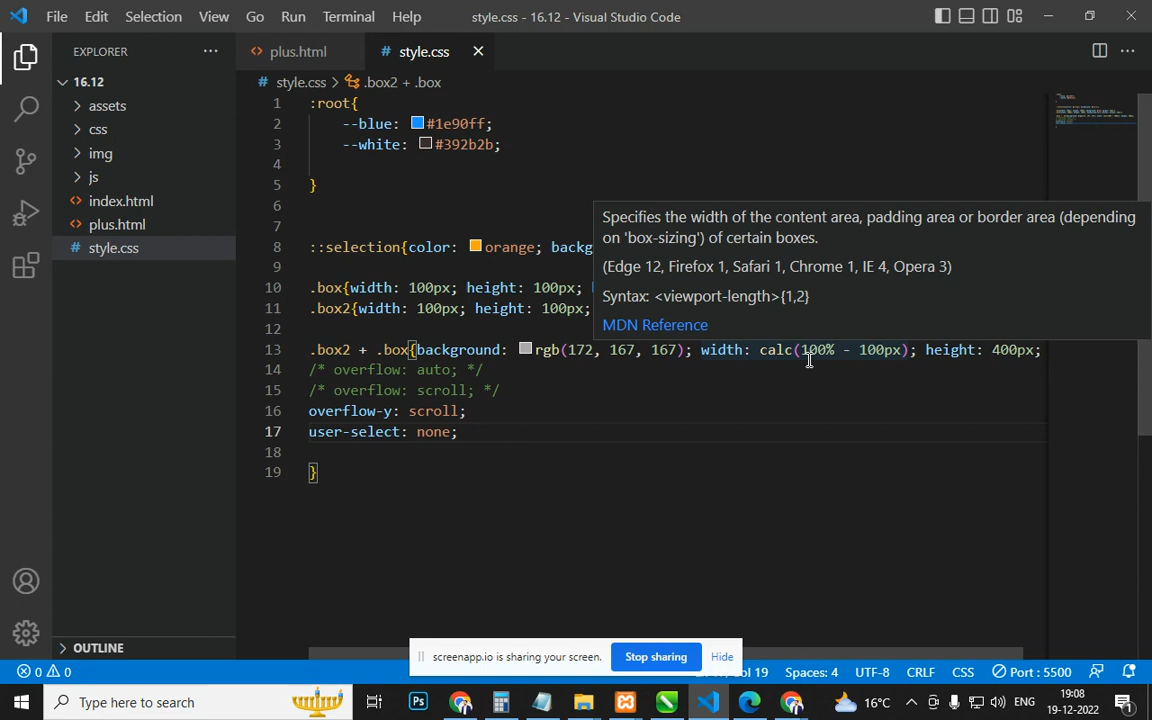 File Edit Selection View Go Run Terminal Help style.css - 16.12 - Visual Studio Code
EXPLORER
16.12
assets
css
img
js
index.html
plus.html
style.css
OUTLINE
plus.html
style.css
style.css > .box2 + .box
1 :root{
2 --blue: #1e90ff;
3 --white: #392b2b;
4
5 }
6
7
8 ::selection{color: orange; backg
9
10 .box{width: 100px; height: 100px;
11 .box2{width: 100px; height: 100px;
12
13 .box2 + .box{background: rgb(172, 167, 167); width: calc(100% - 100px); height: 400px;
14 /* overflow: auto; */
15 /* overflow: scroll; */
16 overflow-y: scroll;
17 user-select: none;
18
19 }
Specifies the width of the content area, padding area or border area (depending
on 'box-sizing') of certain boxes.
(Edge 12, Firefox 1, Safari 1, Chrome 1, IE 4, Opera 3)
Syntax: <viewport-length>{1,2}
MDN Reference
screenapp.io is sharing your screen. Stop sharing Hide
0 0 Col 19 Spaces: 4 UTF-8 CRLF CSS Port : 5500
Type here to search Ps 16°C ENG 19:08
19-12-2022 1